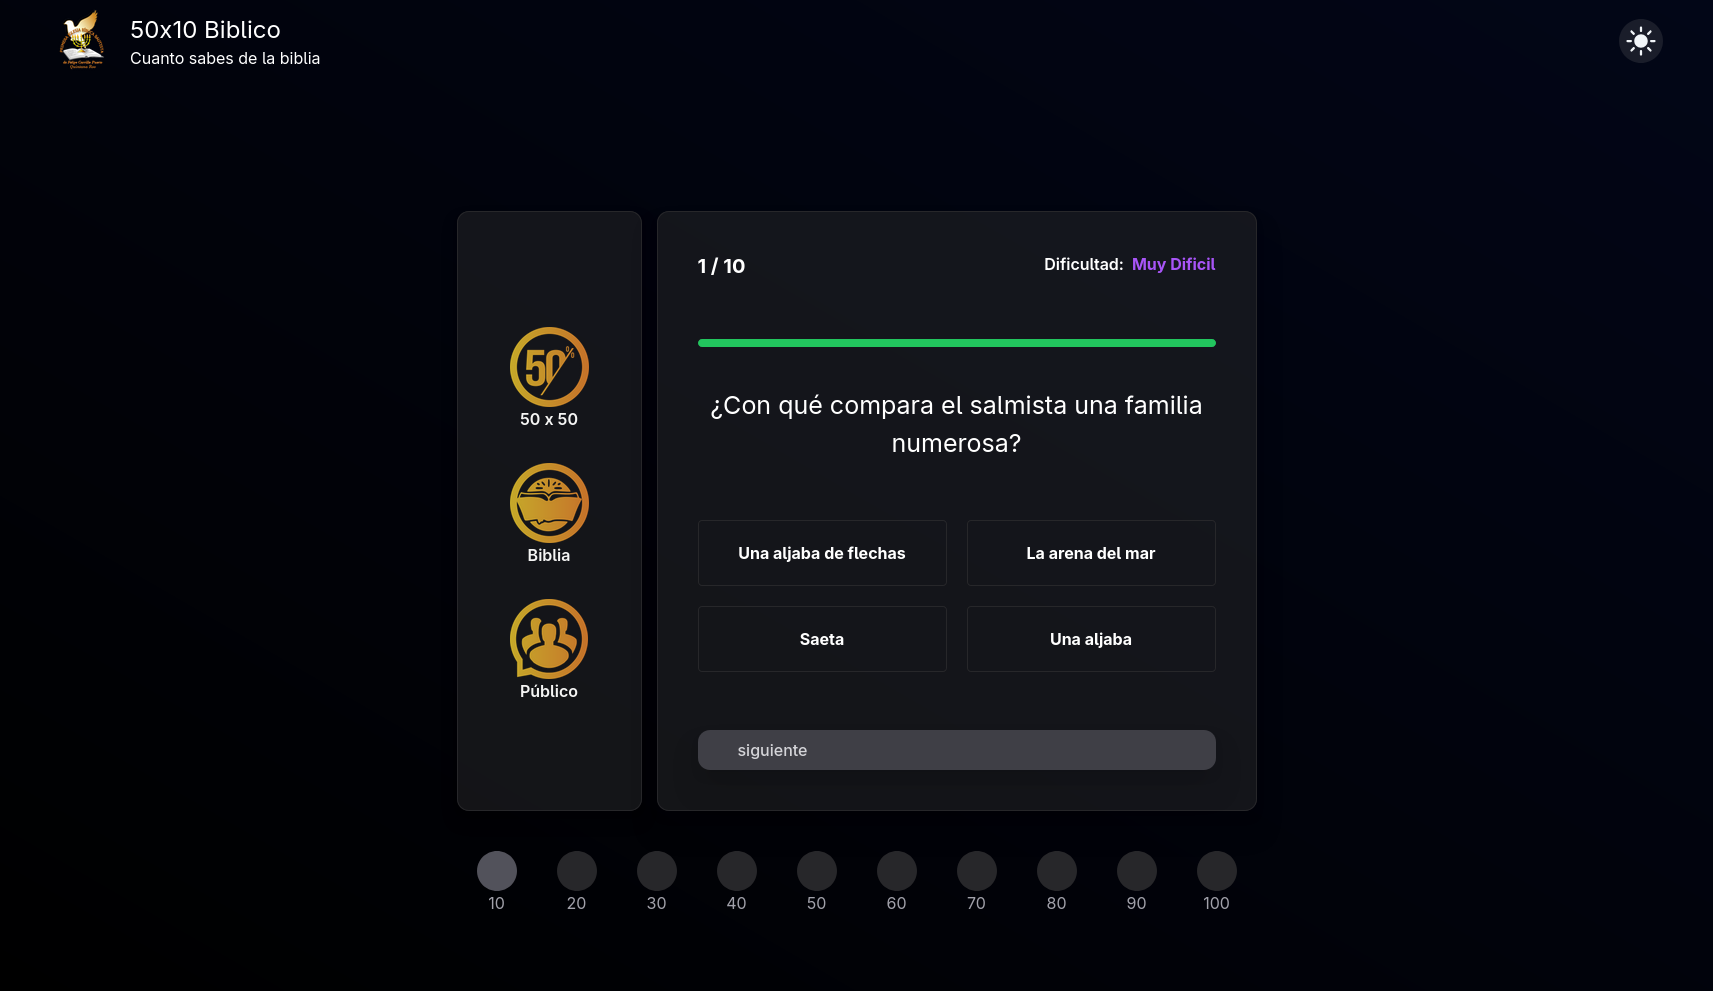 50x10 Biblico
Cuanto sabes de la biblia
50%
50 x 50
Biblia
Público
1 / 10
Dificultad: Muy Dificil
¿Con qué compara el salmista una familia
numerosa?
Una aljaba de flechas
La arena del mar
Saeta
Una aljaba
siguiente
10
20
30
40
50
60
70
80
90
100